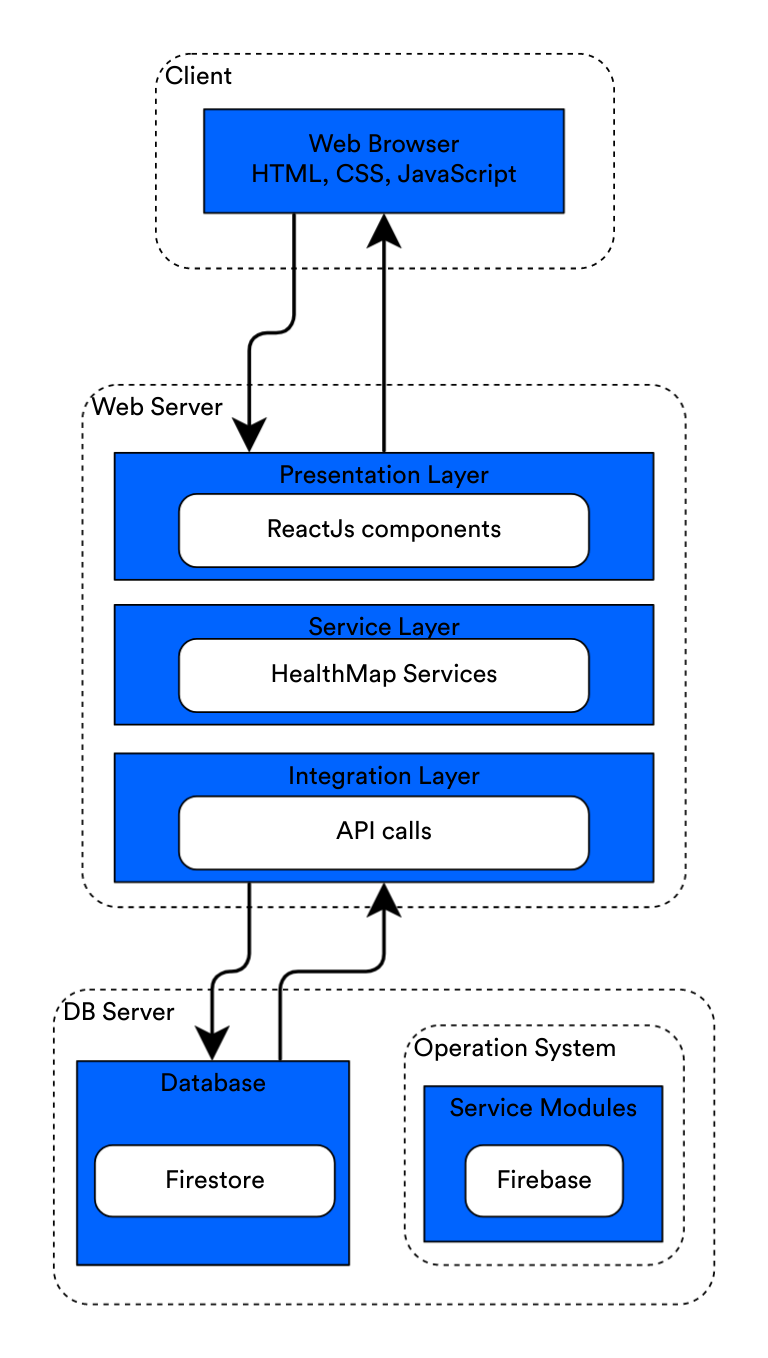 Client
Web Browser
HTML, CSS, JavaScript
Web Server
Presentation Layer
ReactJs components
Service Layer
HealthMap Services
Integration Layer
API calls
DB Server
Operation System
Database
Service Modules
Firestore
Firebase